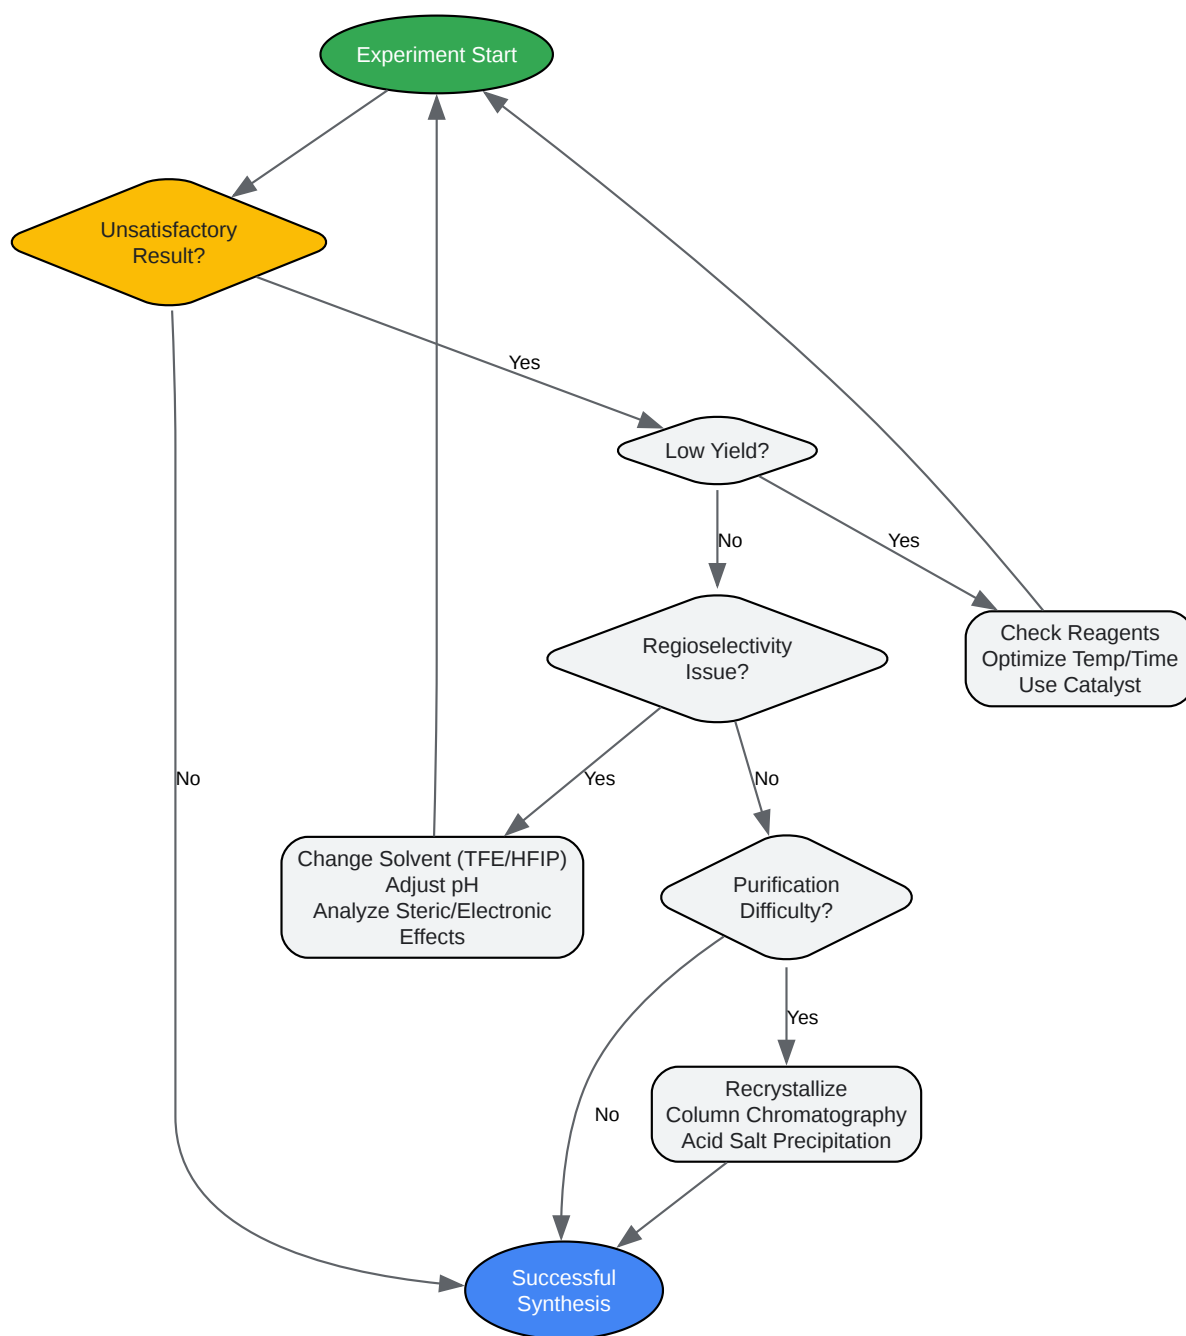 Experiment Start
Unsatisfactory
Result?
Yes
Low Yield?
No
Yes
Regioselectivity
Issue?
Check Reagents
Optimize Temp/Time
Use Catalyst
No
Yes
No
Change Solvent (TFE/HFIP)
Adjust pH
Analyze Steric/Electronic
Effects
Purification
Difficulty?
Yes
No
Recrystallize
Column Chromatography
Acid Salt Precipitation
Successful
Synthesis